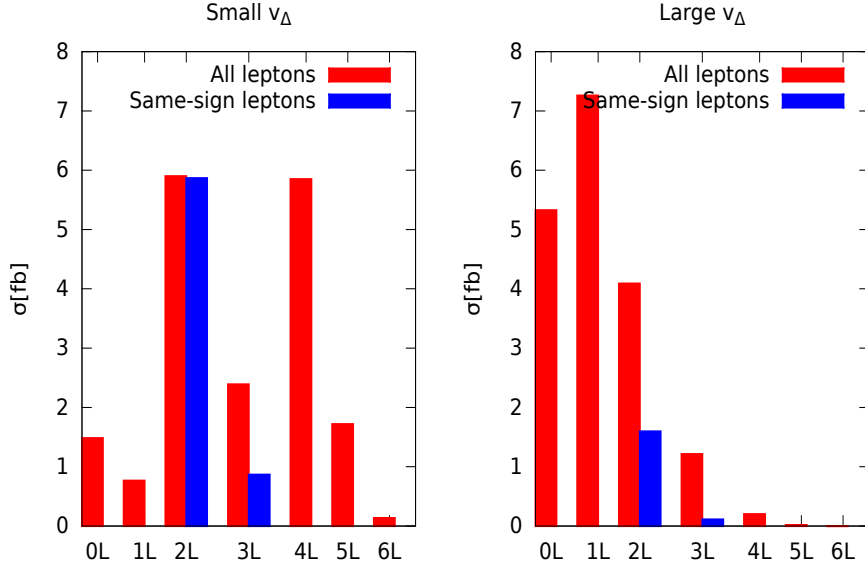 Small v_Δ
σ[fb]
8
7
6
5
4
3
2
1
0
All leptons
Same-sign leptons
0L 1L 2L 3L 4L 5L 6L
Large v_Δ
σ[fb]
8
7
6
5
4
3
2
1
0
All leptons
Same-sign leptons
0L 1L 2L 3L 4L 5L 6L